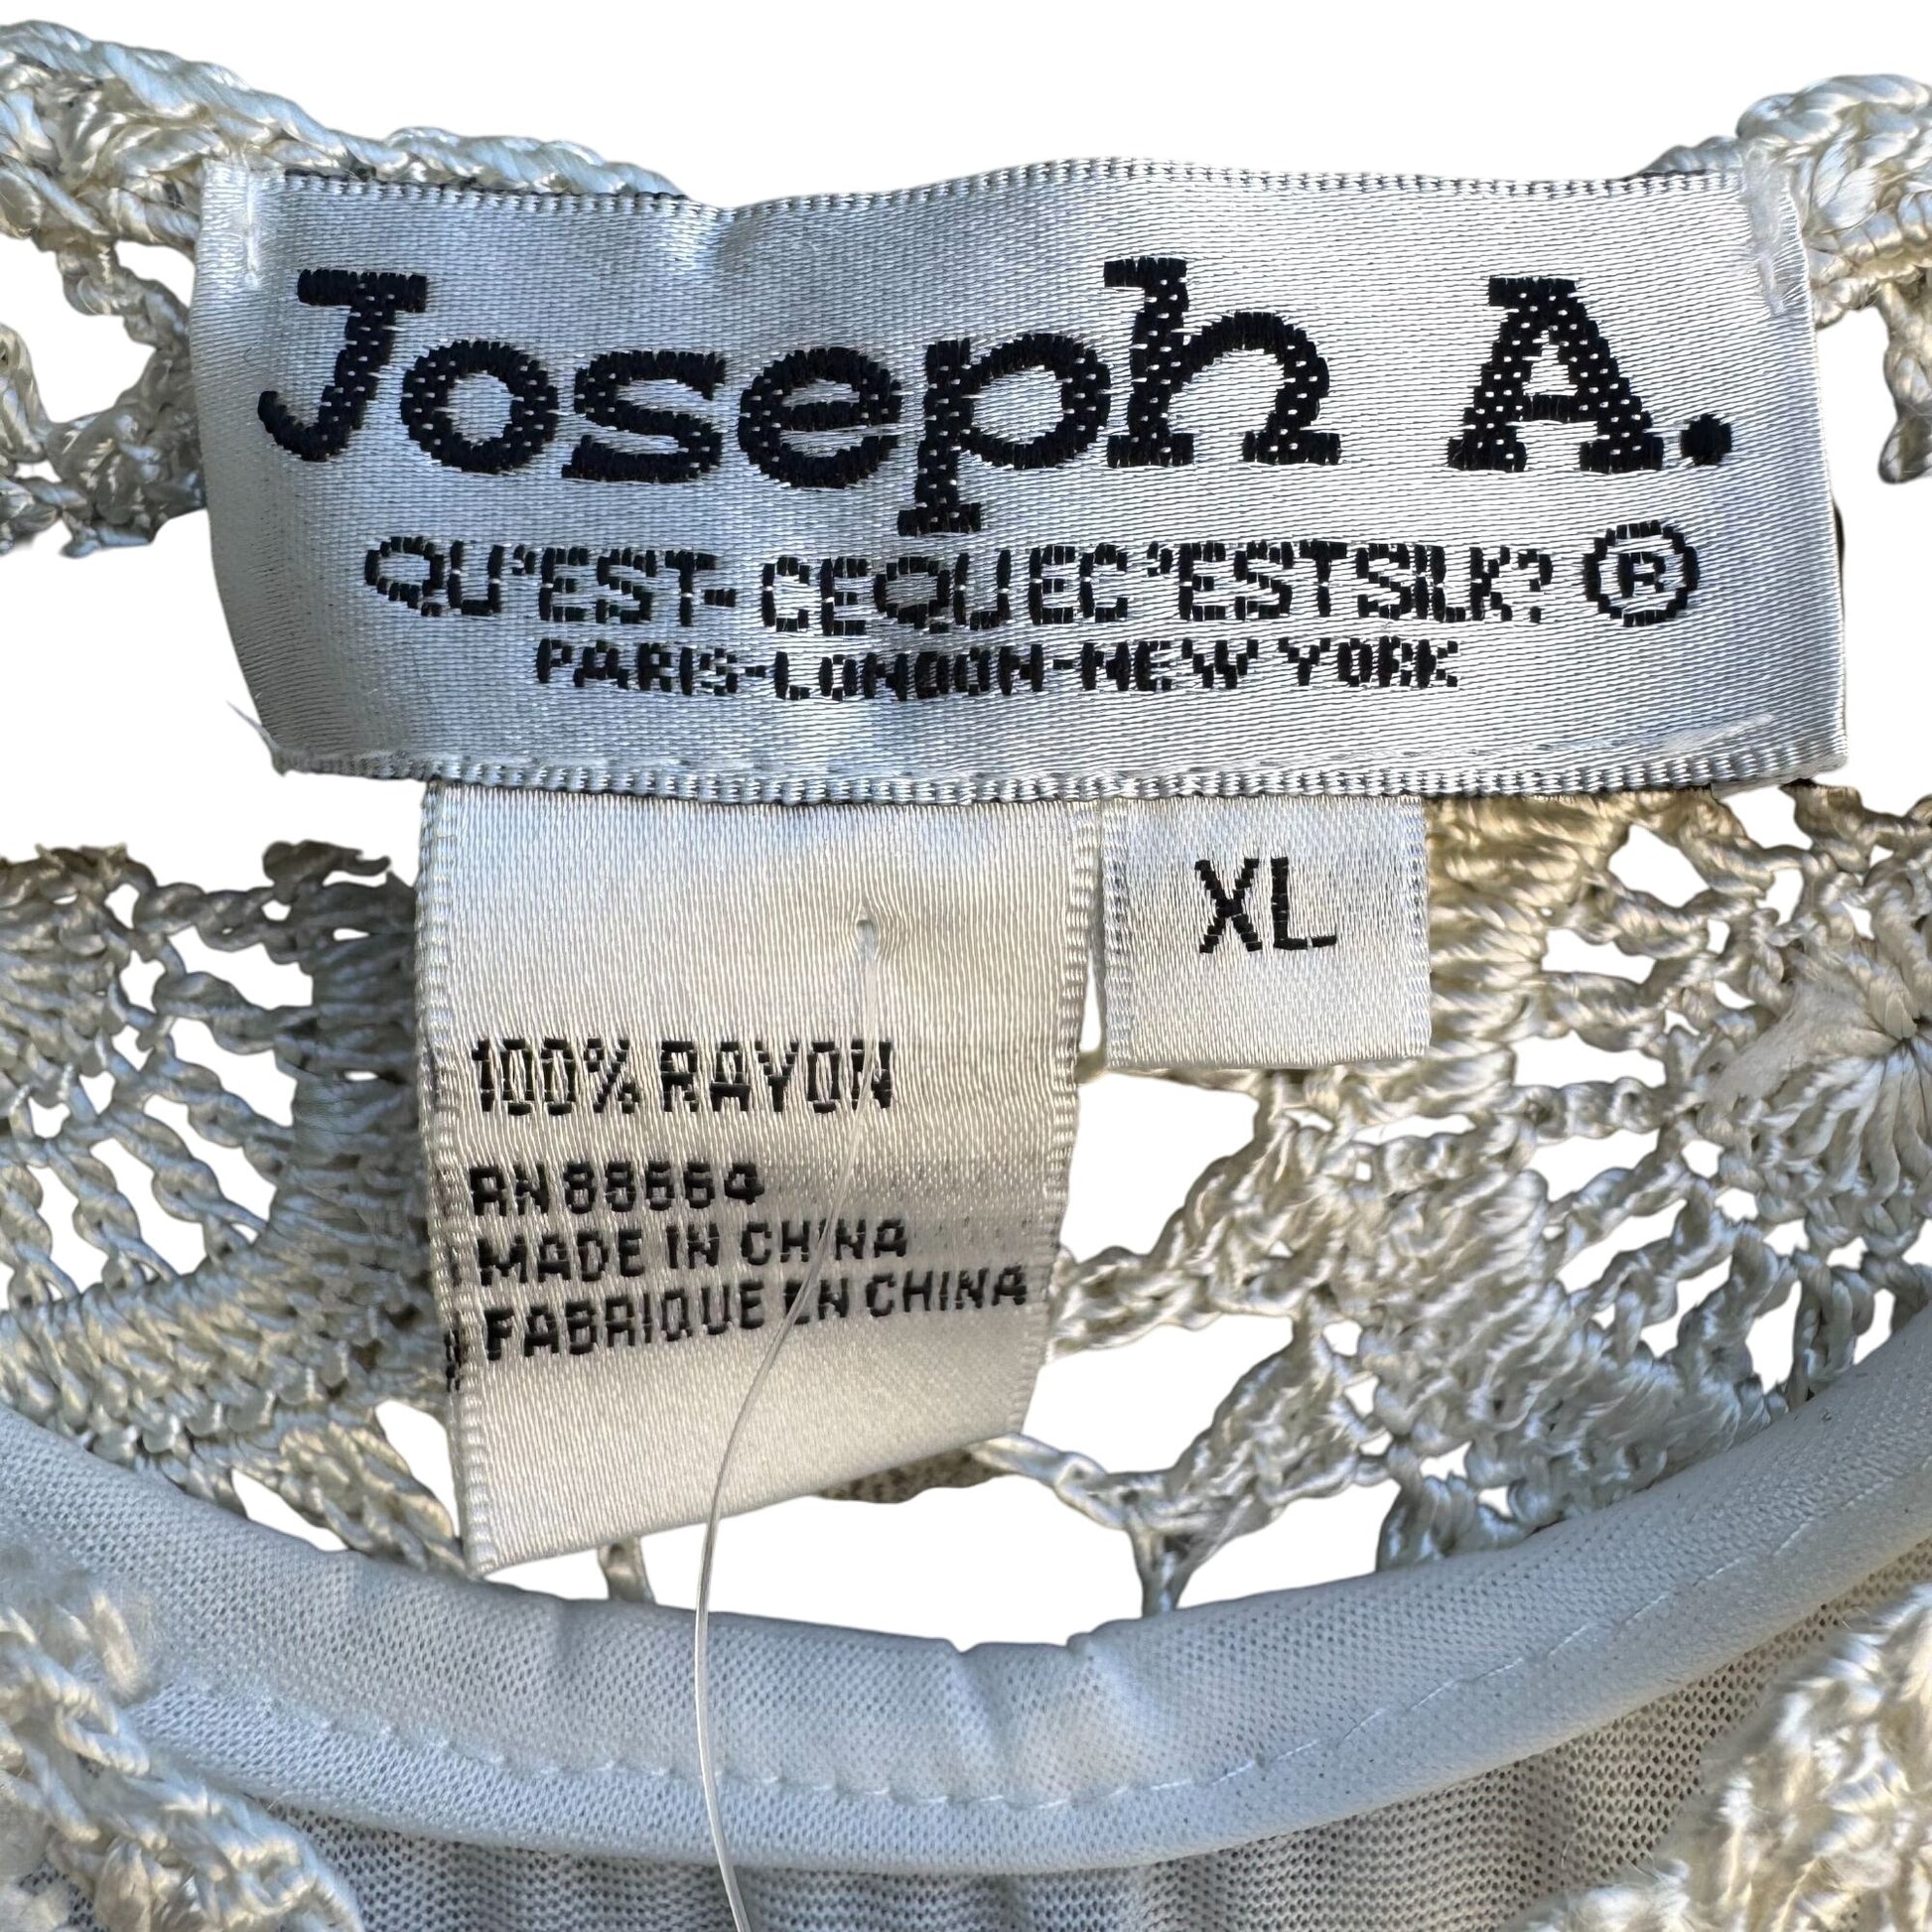 Joseph A.
QU'EST-CEQUEC'ESTSILK? ®
PARIS-LONDON-NEW YORK
XL
100% RAYON
RN 88664
MADE IN CHINA
FABRIQUE EN CHINA